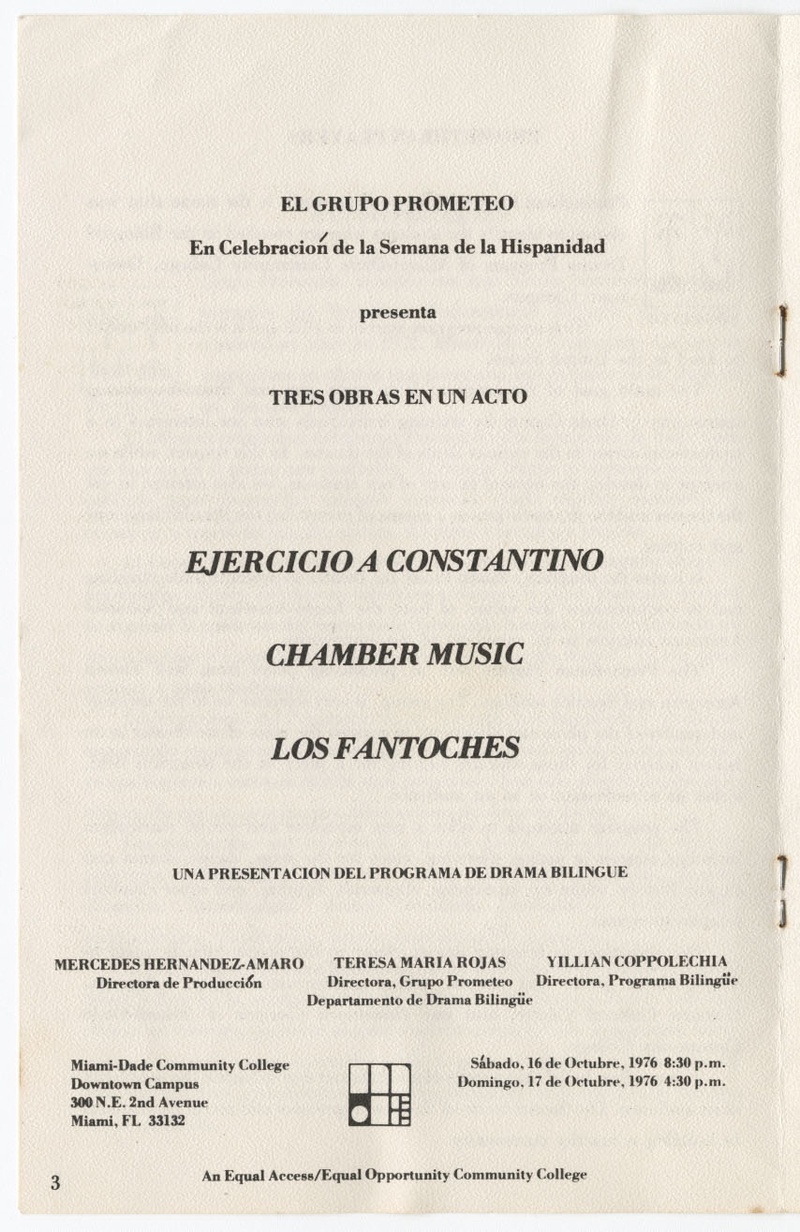 EL GRUPO PROMETEO
En Celebración de la Semana de la Hispanidad
presenta
TRES OBRAS EN UN ACTO
EJERCICIO A CONSTANTINO
CHAMBER MUSIC
LOS FANTOCHES
UNA PRESENTACION DEL PROGRAMA DE DRAMA BILINGUE
MERCEDES HERNANDEZ-AMARO
Directora de Producción
TERESA MARIA ROJAS
Directora, Grupo Prometeo
Departamento de Drama Bilingüe
YILLIAN COPPOLECHIA
Directora, Programa Bilingüe
Miami-Dade Community College
Downtown Campus
300 N.E. 2nd Avenue
Miami, FL 33132
Sábado, 16 de Octubre, 1976 8:30 p.m.
Domingo, 17 de Octubre, 1976 4:30 p.m.
An Equal Access/Equal Opportunity Community College
3